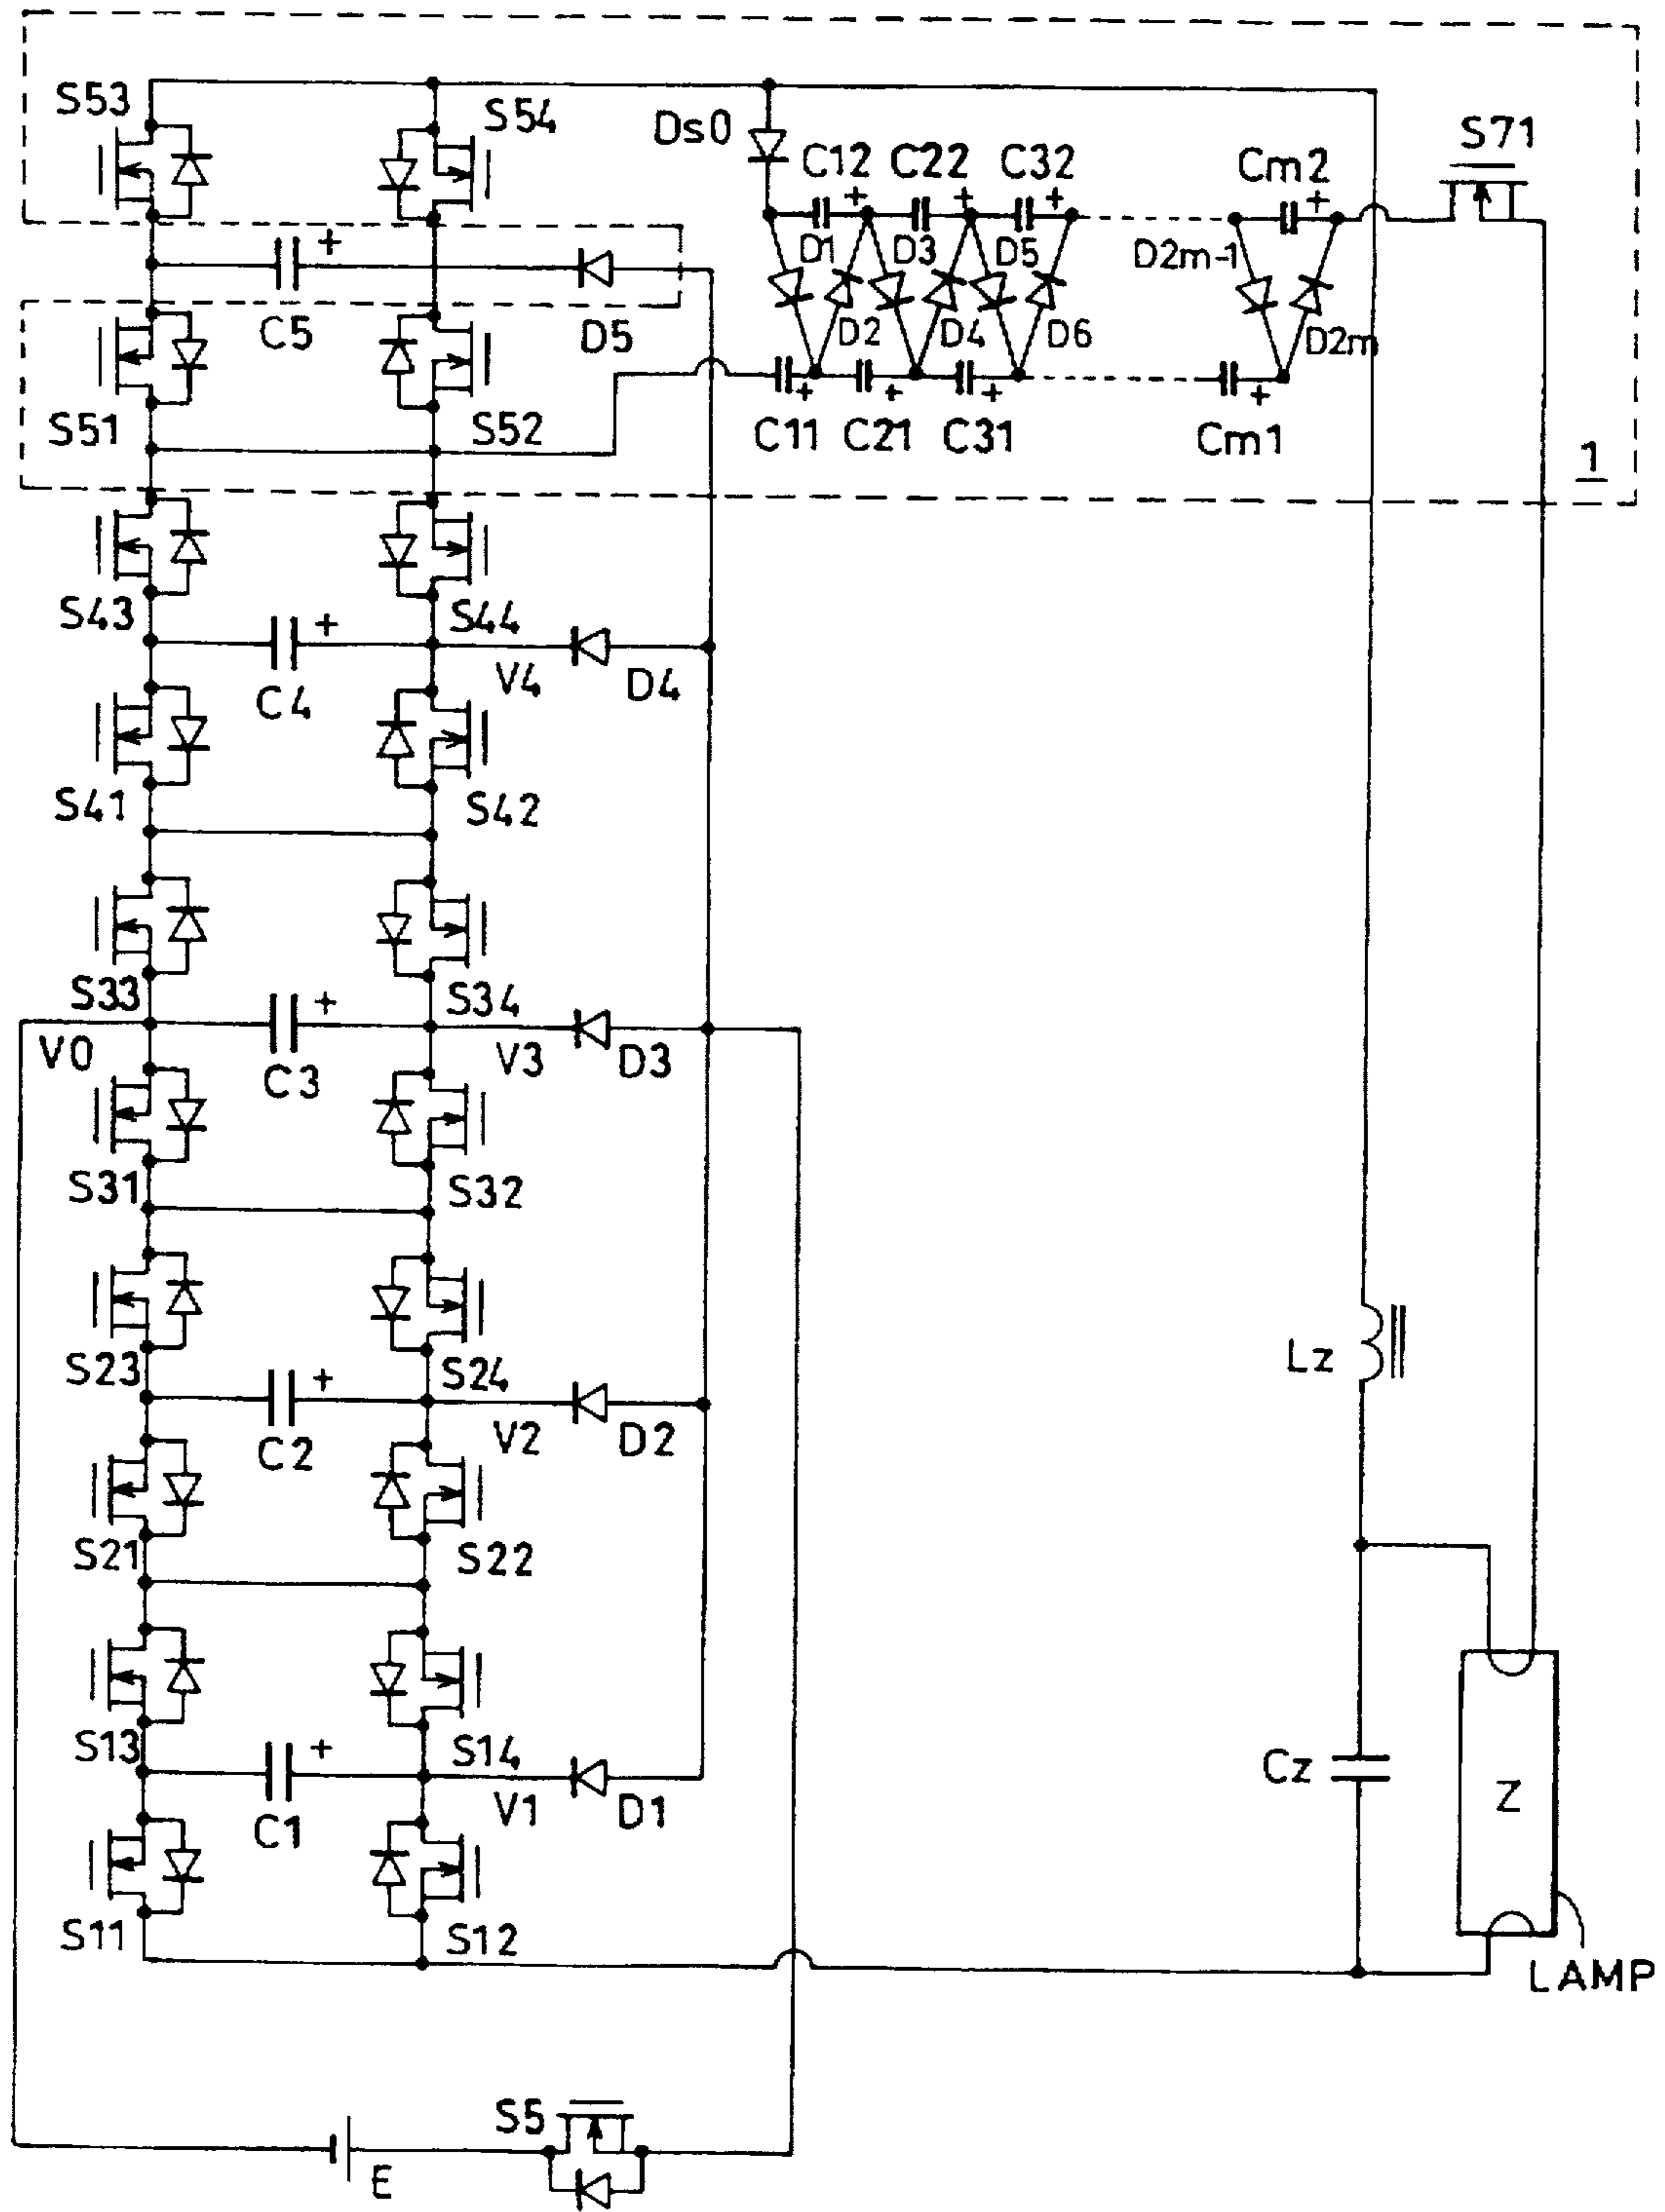 S53
S54
Ds0
C12
C22
C32
Cm2
S71
+
+
+
+
+
D1
D3
D5
D2m-1
C5
D5
D2
D4
D6
D2m
+
+
+
+
S51
S52
C11
C21
C31
Cm1
1
S43
+
S44
C4
V4
D4
S41
S42
S33
+
S34
V0
C3
V3
D3
S31
S32
Lz
S23
+
S24
C2
V2
D2
S21
S22
S13
+
S14
Cz
Z
C1
V1
D1
S11
S12
LAMP
S5
E